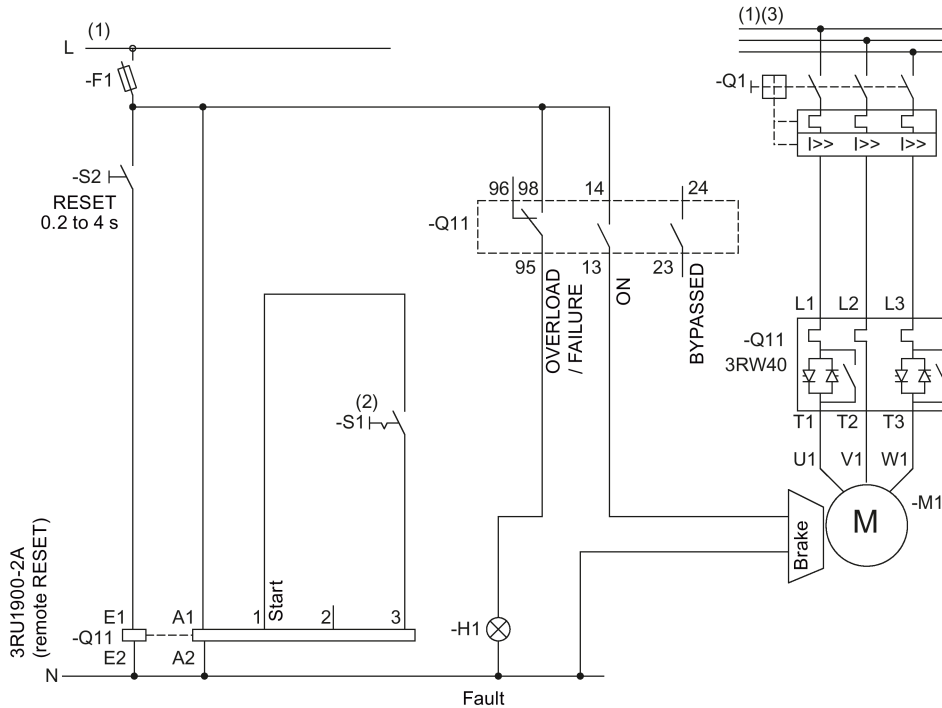 (1)
L
-F1
-S2
RESET
0.2 to 4 s
(1)(3)
-Q1
I>> I>> I>>
96 98 14 24
-Q11
95 13 23
OVERLOAD
/ FAILURE
ON
BYPASSED
L1 L2 L3
-Q11
3RW40
T1 T2 T3
U1 V1 W1
(2)
-S1
M
-M1
Brake
3RU1900-2A
(remote RESET)
E1 A1 1 Start 2 3
-Q11
E2 A2
-H1
N
Fault